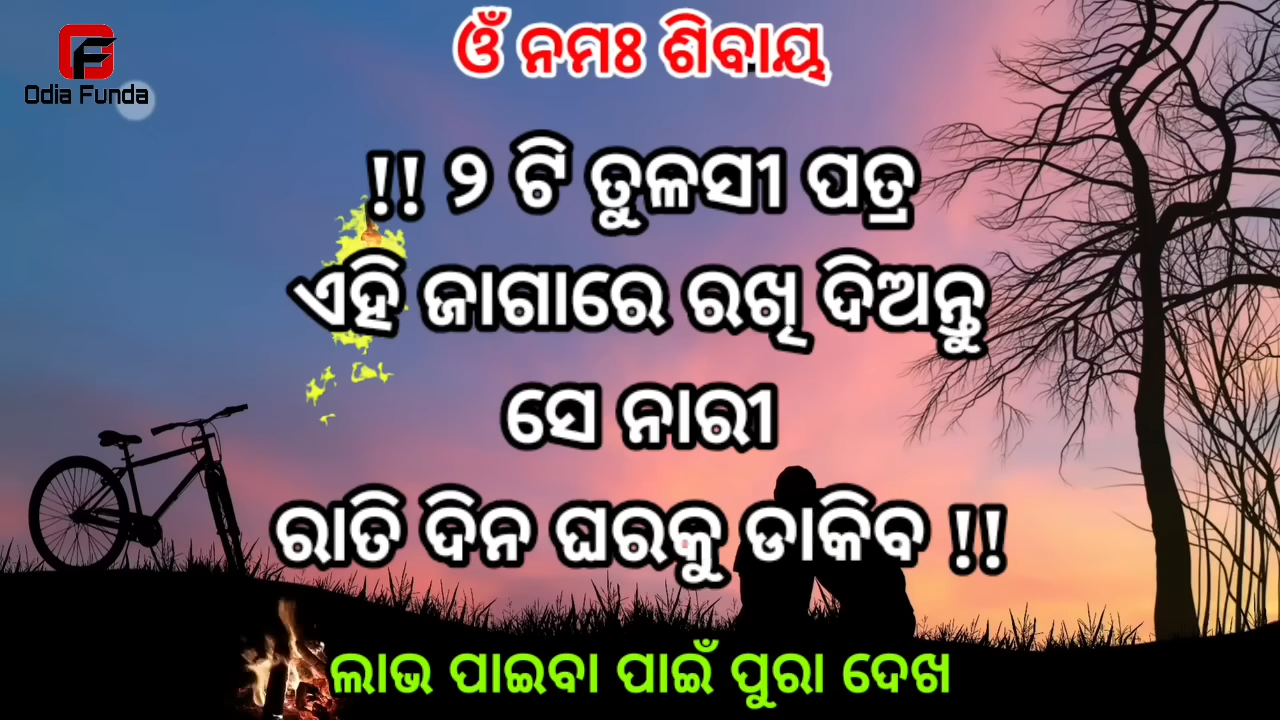 ଓଁ ନମଃ ଶିବାୟ
Odia Funda
!! ୨ ଟି ତୁଳସୀ ପତ୍ର
ଏହି ଜାଗାରେ ରଖି ଦିଅନ୍ତୁ
ସେ ନାରୀ
ରାତି ଦିନ ଘରକୁ ଡାକିବ !!
ଲାଭ ପାଇବା ପାଇଁ ପୁରା ଦେଖ